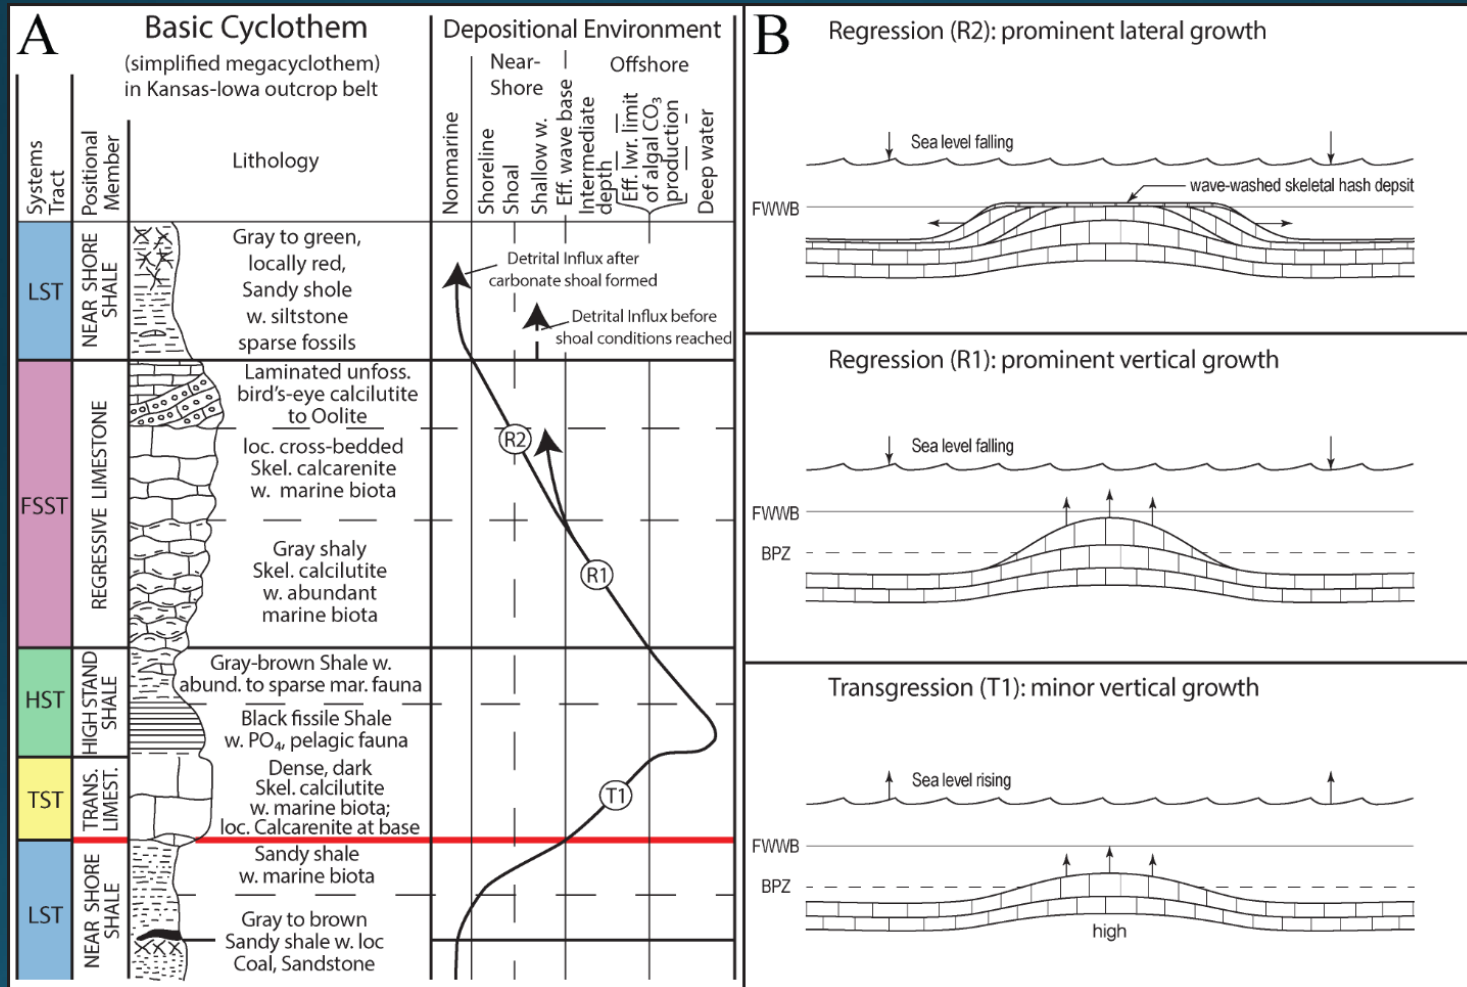 A
Basic Cyclothem
(simplified megacyclothem)
in Kansas-Iowa outcrop belt
Systems
Tract
Positional
Member
Lithology
Depositional Environment
Near-
Shore
Offshore
Nonmarine
Shoreline
Shoal
Shallow w.
Eff. wave base
Intermediate
depth
Eff. lwr. limit
of algal CO₃
production
Deep water
LST
NEAR SHORE
SHALE
Gray to green,
locally red,
Sandy shole
w. siltstone
sparse fossils
Detrital Influx after
carbonate shoal formed
Detrital Influx before
shoal conditions reached
FSST
REGRESSIVE LIMESTONE
Laminated unfoss.
bird's-eye calcilutite
to Oolite
loc. cross-bedded
Skel. calcarenite
w. marine biota
Gray shaly
Skel. calcilutite
w. abundant
marine biota
R2
R1
HST
HIGH STAND
SHALE
Gray-brown Shale w.
abund. to sparse mar. fauna
Black fissile Shale
w. PO₄, pelagic fauna
TST
TRANS.
LIMEST.
Dense, dark
Skel. calcilutite
w. marine biota;
loc. Calcarenite at base
T1
LST
NEAR SHORE
SHALE
Sandy shale
w. marine biota
Gray to brown
Sandy shale w. loc
Coal, Sandstone
B
Regression (R2): prominent lateral growth
Sea level falling
wave-washed skeletal hash depsit
FWWB
Regression (R1): prominent vertical growth
Sea level falling
FWWB
BPZ
Transgression (T1): minor vertical growth
Sea level rising
FWWB
BPZ
high